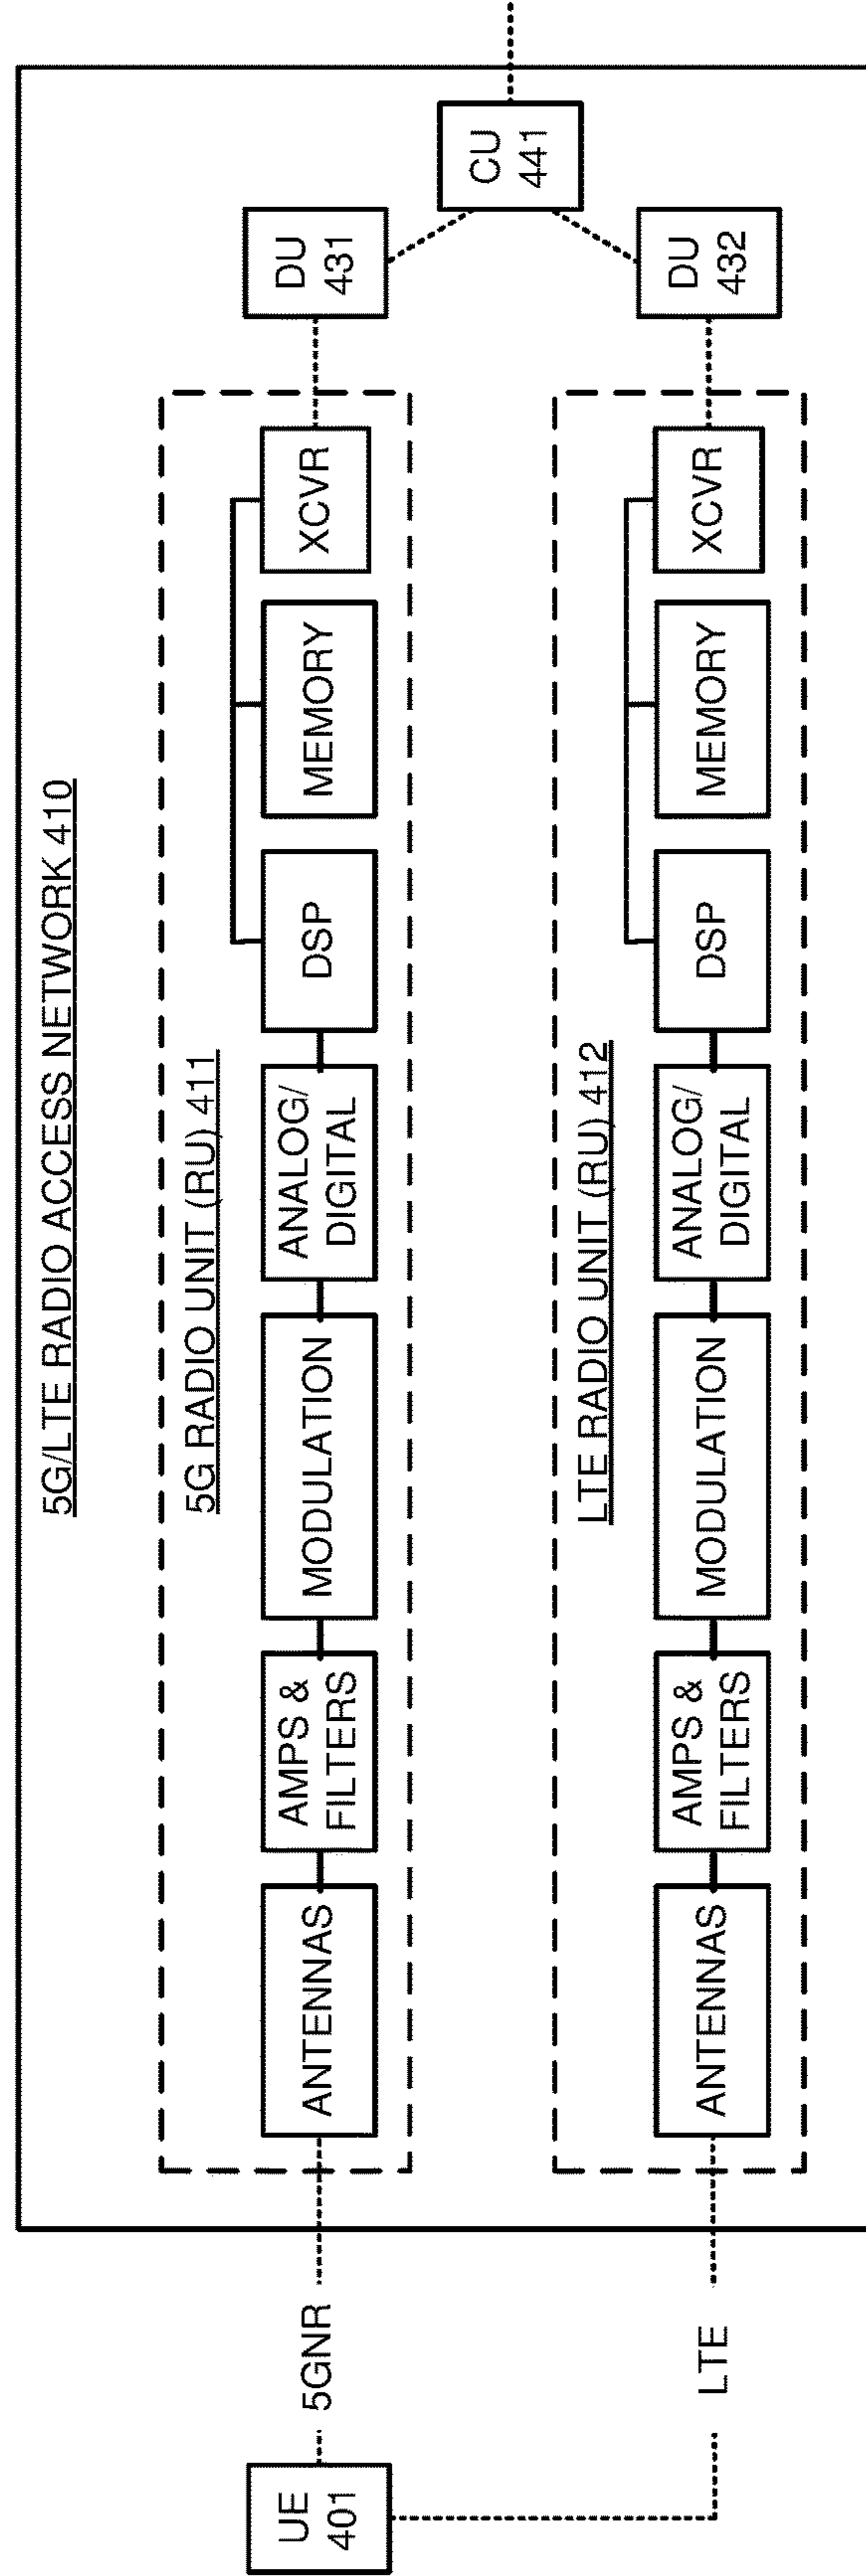 5G/LTE RADIO ACCESS NETWORK 410
5G RADIO UNIT (RU) 411
UE
401
5GNR
ANTENNAS
AMPS &
FILTERS
MODULATION
ANALOG/
DIGITAL
DSP
MEMORY
XCVR
DU
431
CU
441
LTE RADIO UNIT (RU) 412
LTE
ANTENNAS
AMPS &
FILTERS
MODULATION
ANALOG/
DIGITAL
DSP
MEMORY
XCVR
DU
432